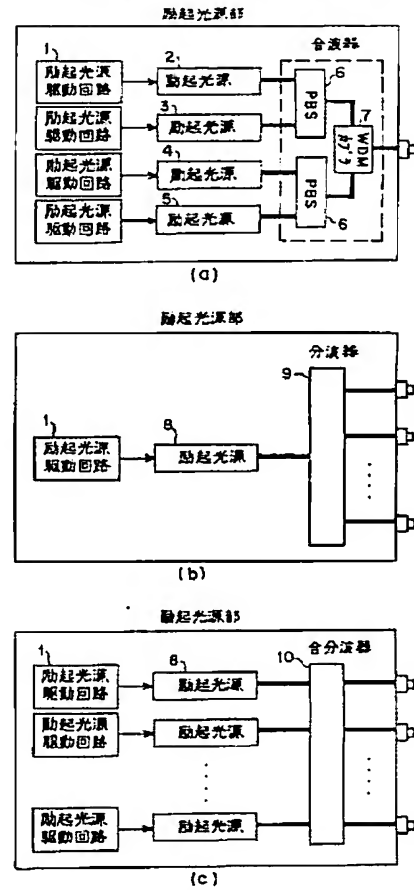 励起光源部
合波器
1
励起光源
駆動回路
2
励起光源
6
PBS
7
WDM
カプラ
励起光源
駆動回路
3
励起光源
励起光源
駆動回路
4
励起光源
PBS
6
励起光源
駆動回路
5
励起光源
(a)
励起光源部
分波器
9
1
励起光源
駆動回路
8
励起光源
(b)
励起光源部
合分波器
10
1
励起光源
駆動回路
8
励起光源
励起光源
駆動回路
励起光源
励起光源
駆動回路
励起光源
(c)